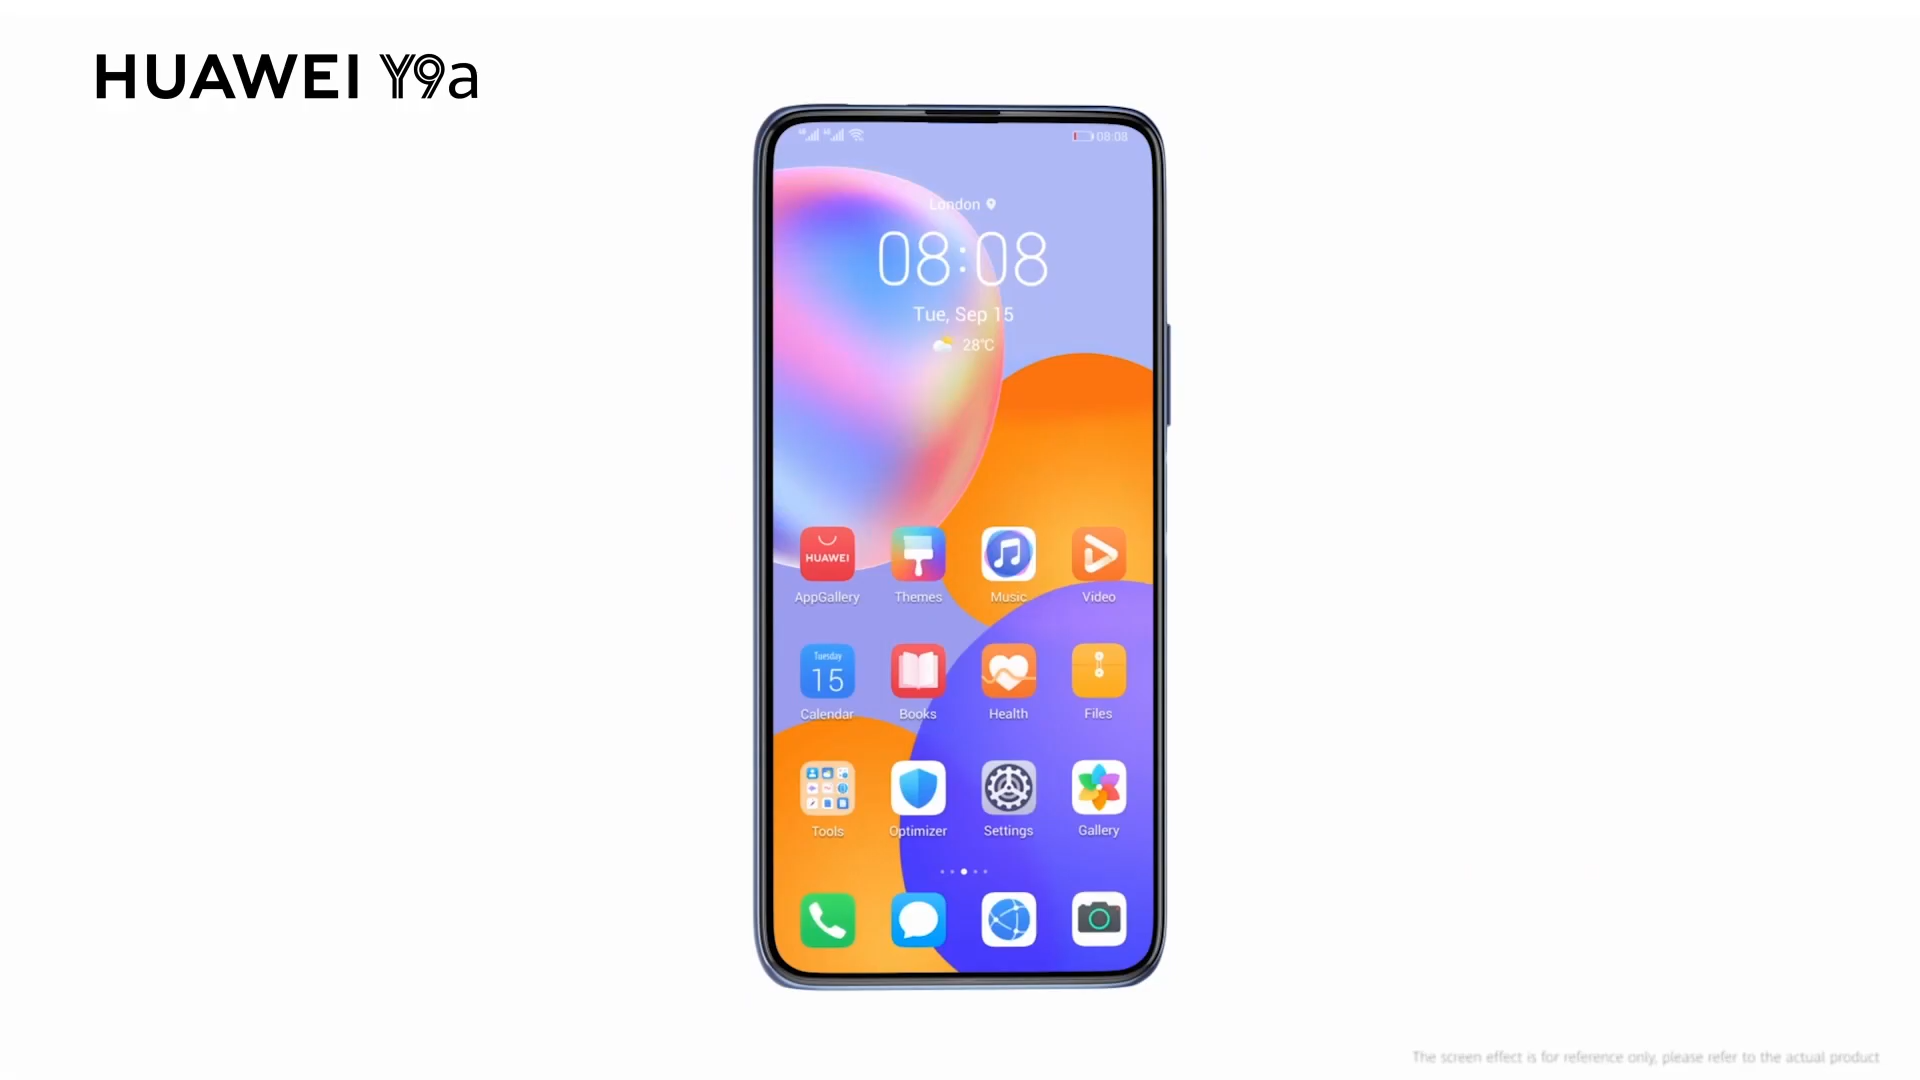 HUAWEI Y9a
08:08
London
08:08
Tue, Sep 15
28°C
HUAWEI
AppGallery Themes Music Video
Tuesday
15
Calendar Books Health Files
Tools Optimizer Settings Gallery
The screen effect is for reference only, please refer to the actual product